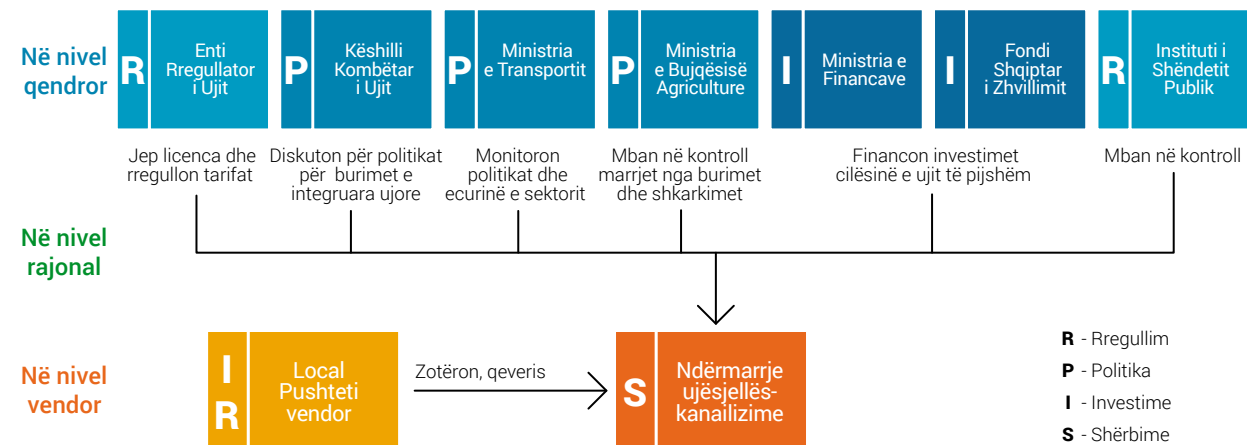 Në nivel
qendror
R
Enti
Rregullator
i Ujit
P
Këshilli
Kombëtar
i Ujit
P
Ministria
e Transportit
P
Ministria
e Bujqësisë
Agriculture
I
Ministria e
Financave
I
Fondi
Shqiptar
i Zhvillimit
R
Instituti i
Shëndetit
Publik
Jep licenca dhe
rregullon tarifat
Diskuton për politikat
për burimet e
integruara ujore
Monitoron
politikat dhe
ecurinë e sektorit
Mban në kontroll
marrjet nga burimet
dhe shkarkimet
Financon investimet
cilësinë e ujit të pijshëm
Mban në kontroll
Në nivel
rajonal
Në nivel
vendor
I
R
Local
Pushteti
vendor
Zotëron, qeveris
S
Ndërmarrje
ujësjellës-
kanailizime
R - Rregullim
P - Politika
I - Investime
S - Shërbime